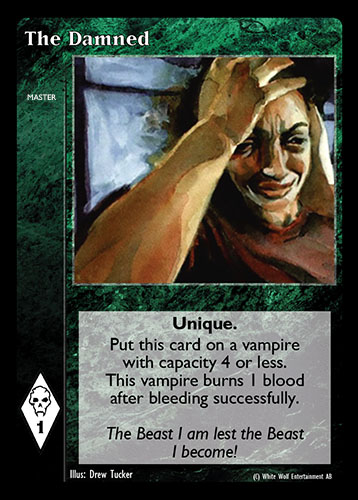 The Damned
MASTER
Unique.
Put this card on a vampire
with capacity 4 or less.
This vampire burns 1 blood
after bleeding successfully.
The Beast I am lest the Beast
I become!
1
Illus: Drew Tucker
(C) White Wolf Entertainment AB